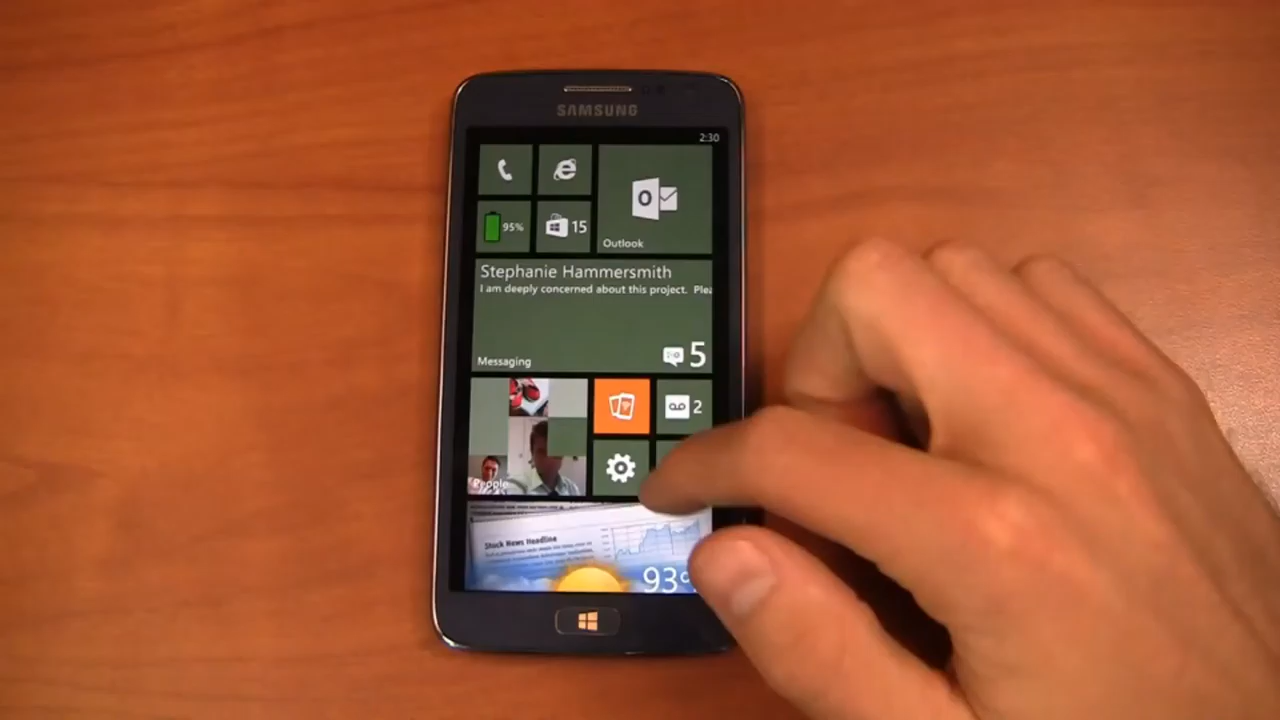 SAMSUNG
2:30
95%
15
Outlook
Stephanie Hammersmith
I am deeply concerned about this project. Plea
Messaging
5
2
People
Stock News Headline
93°